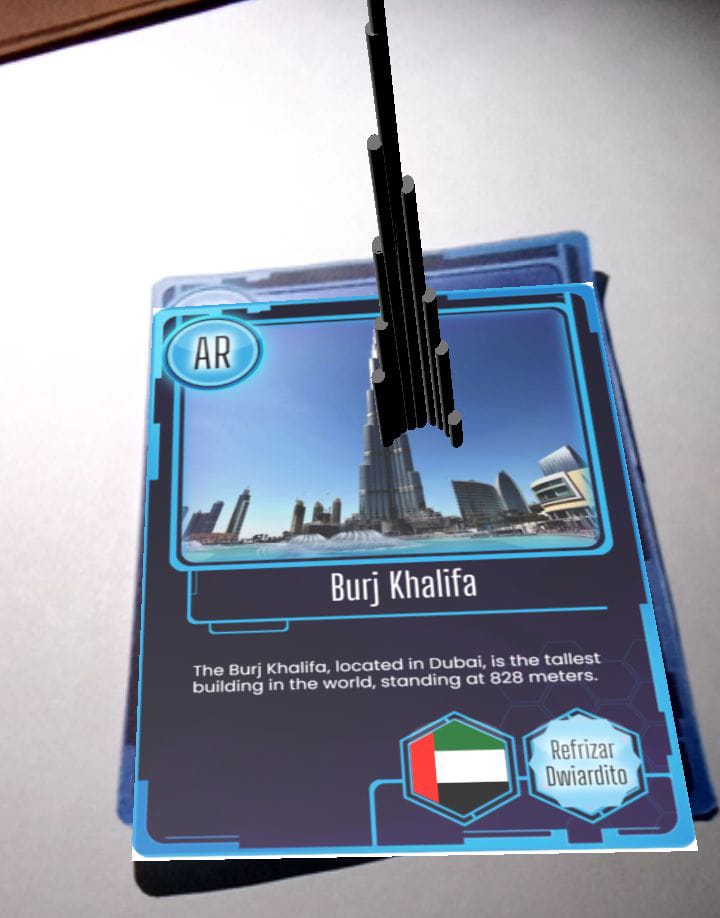 AR
Burj Khalifa
The Burj Khalifa, located in Dubai, is the tallest
building in the world, standing at 828 meters.
Refrizar
Dwiardito